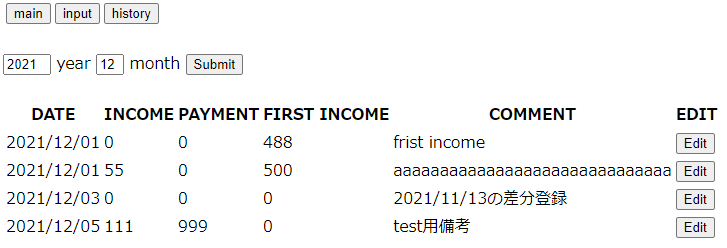 main input history
2021 year 12 month Submit
DATE INCOME PAYMENT FIRST INCOME COMMENT EDIT
2021/12/01 0 0 488 frist income Edit
2021/12/01 55 0 500 aaaaaaaaaaaaaaaaaaaaaaaaaaaaaa Edit
2021/12/03 0 0 0 2021/11/13の差分登録 Edit
2021/12/05 111 999 0 test用備考 Edit